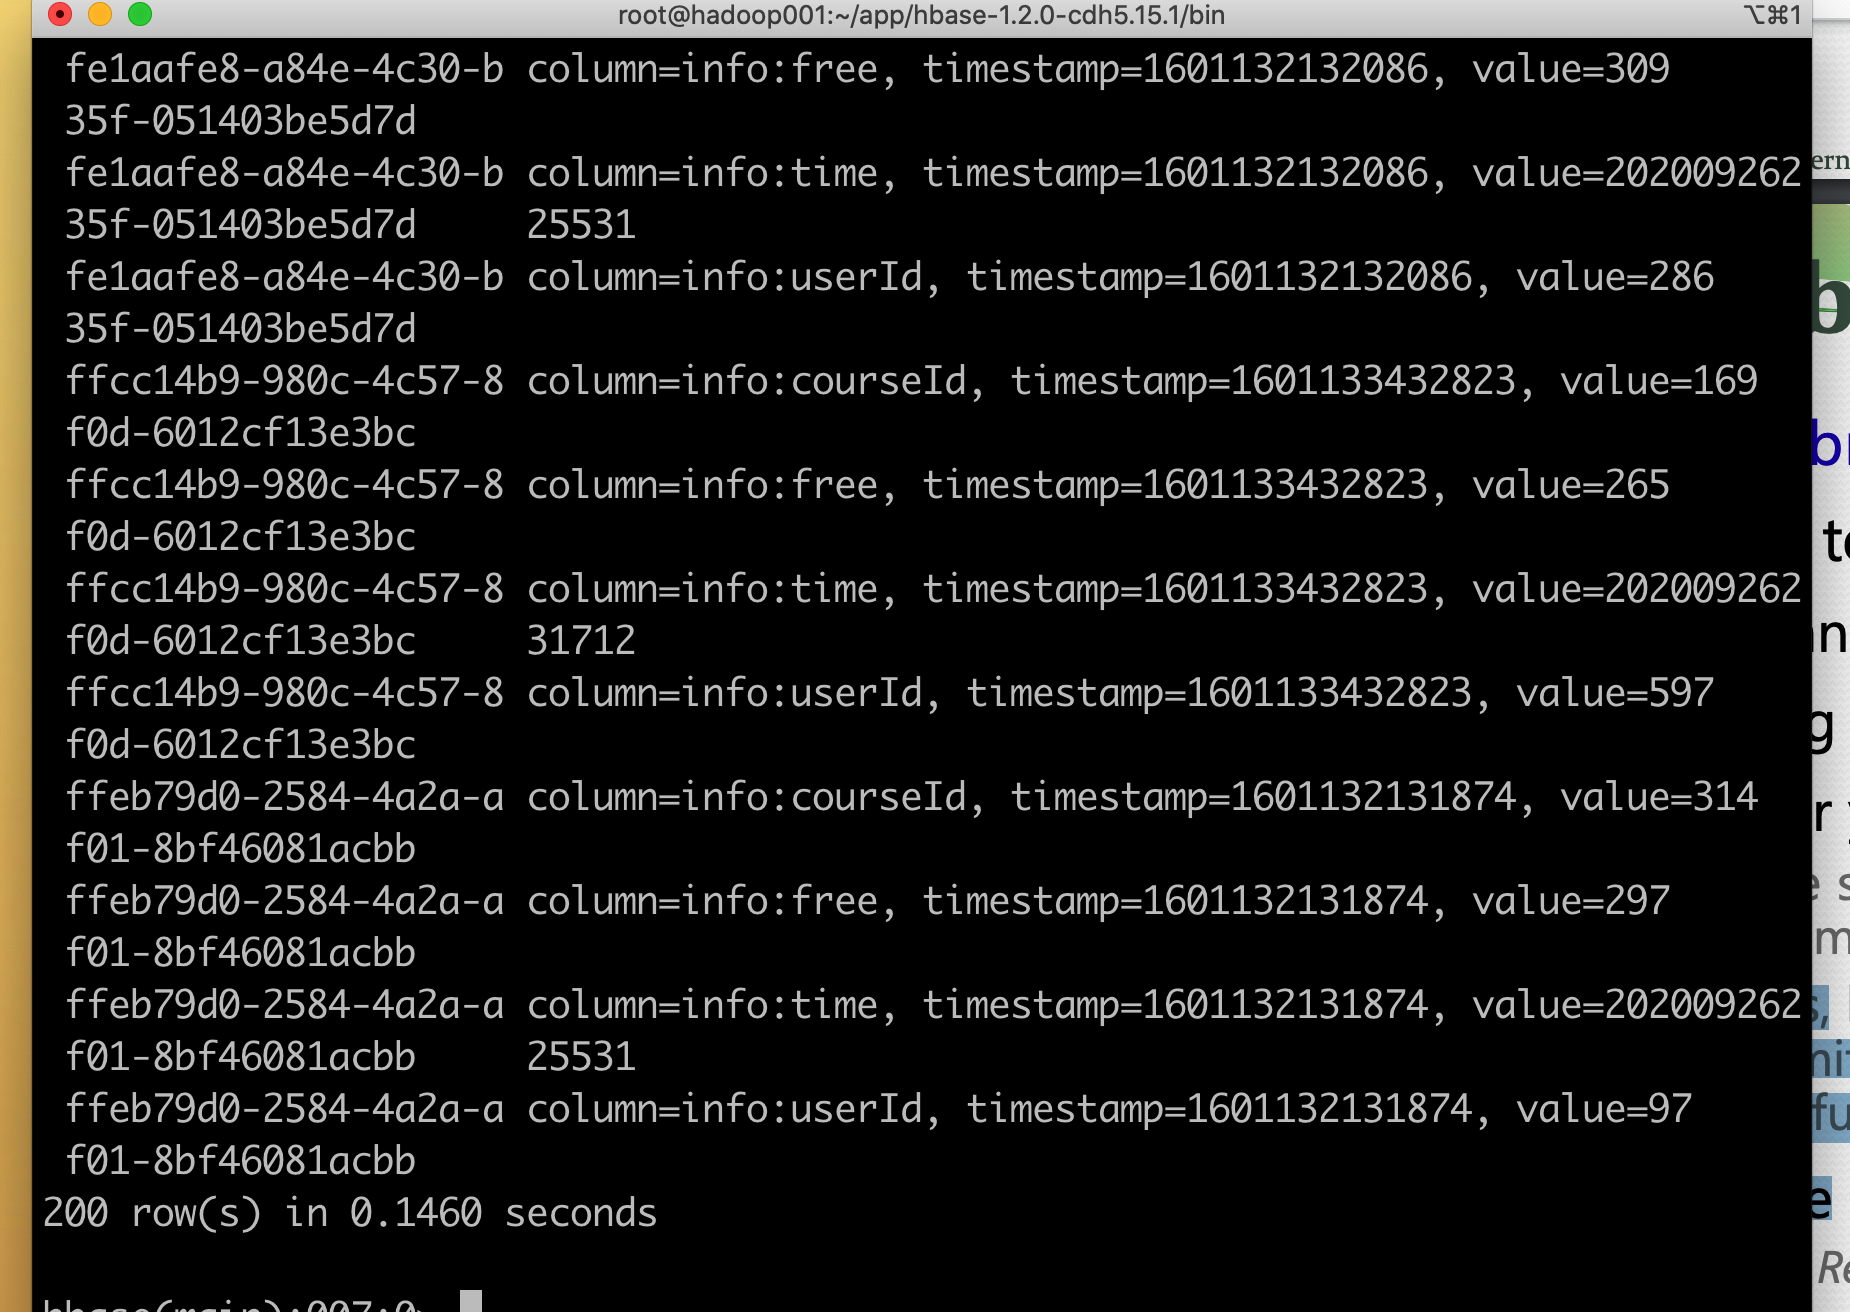 root@hadoop001:~/app/hbase-1.2.0-cdh5.15.1/bin
⌥⌘1
fe1aafe8-a84e-4c30-b column=info:free, timestamp=1601132132086, value=309
35f-051403be5d7d
fe1aafe8-a84e-4c30-b column=info:time, timestamp=1601132132086, value=202009262
35f-051403be5d7d     25531
fe1aafe8-a84e-4c30-b column=info:userId, timestamp=1601132132086, value=286
35f-051403be5d7d
ffcc14b9-980c-4c57-8 column=info:courseId, timestamp=1601133432823, value=169
f0d-6012cf13e3bc
ffcc14b9-980c-4c57-8 column=info:free, timestamp=1601133432823, value=265
f0d-6012cf13e3bc
ffcc14b9-980c-4c57-8 column=info:time, timestamp=1601133432823, value=202009262
f0d-6012cf13e3bc     31712
ffcc14b9-980c-4c57-8 column=info:userId, timestamp=1601133432823, value=597
f0d-6012cf13e3bc
ffeb79d0-2584-4a2a-a column=info:courseId, timestamp=1601132131874, value=314
f01-8bf46081acbb
ffeb79d0-2584-4a2a-a column=info:free, timestamp=1601132131874, value=297
f01-8bf46081acbb
ffeb79d0-2584-4a2a-a column=info:time, timestamp=1601132131874, value=202009262
f01-8bf46081acbb     25531
ffeb79d0-2584-4a2a-a column=info:userId, timestamp=1601132131874, value=97
f01-8bf46081acbb
200 row(s) in 0.1460 seconds
hbase(main):007:0>